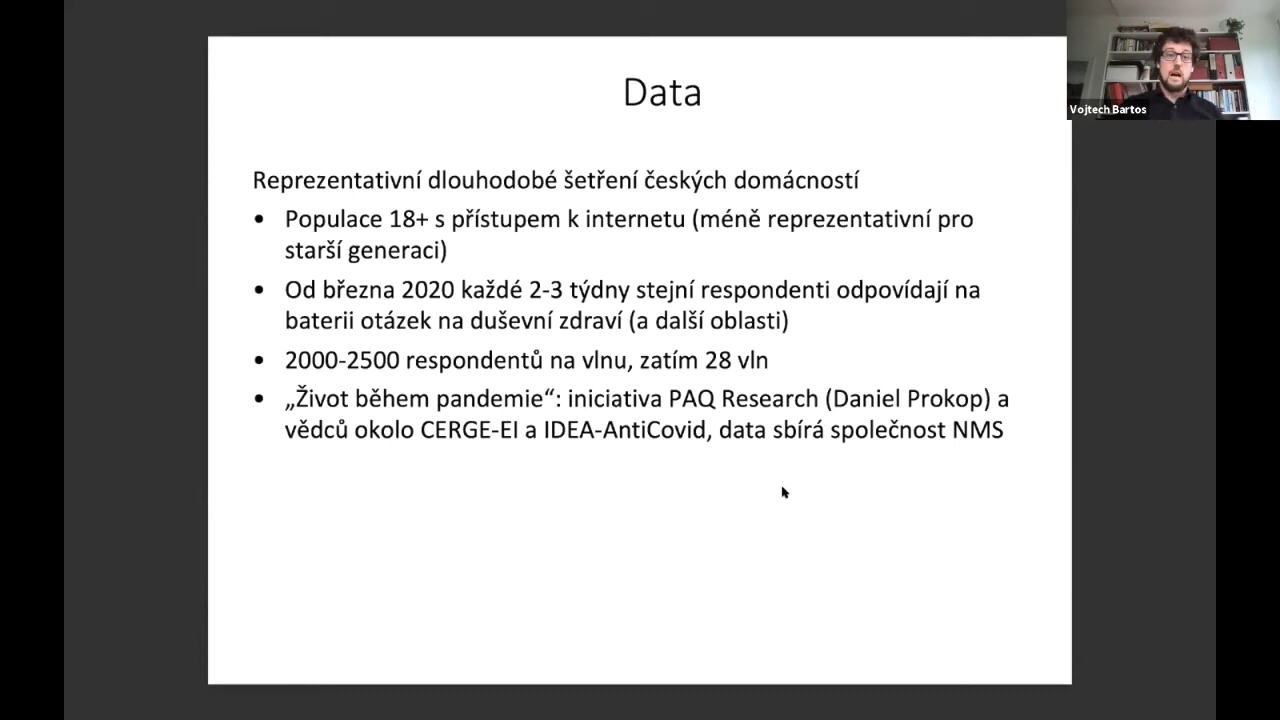 Data
Vojtech Bartos
Reprezentativní dlouhodobé šetření českých domácností
• Populace 18+ s přístupem k internetu (méně reprezentativní pro
starší generaci)
• Od března 2020 každé 2-3 týdny stejní respondenti odpovídají na
baterii otázek na duševní zdraví (a další oblasti)
• 2000-2500 respondentů na vlnu, zatím 28 vln
• „Život během pandemie“: iniciativa PAQ Research (Daniel Prokop) a
vědců okolo CERGE-EI a IDEA-AntiCovid, data sbírá společnost NMS